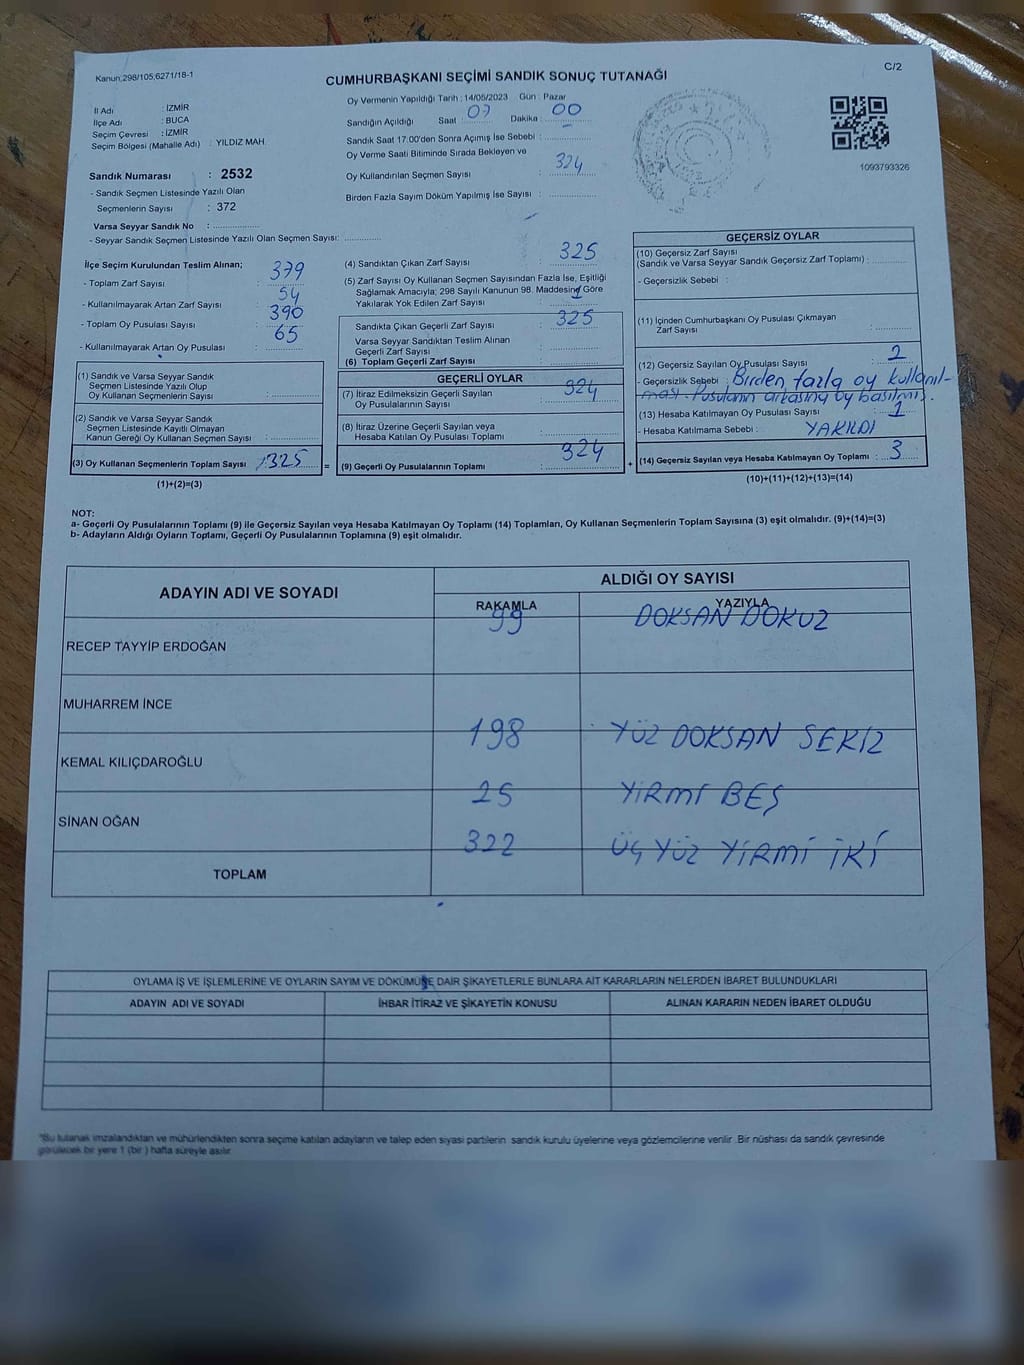 Kanun;298/105;6271/18-1
CUMHURBAŞKANI SEÇİMİ SANDIK SONUÇ TUTANAĞI
C/2
İl Adı : İZMİR
İlçe Adı : BUCA
Seçim Çevresi : İZMİR
Seçim Bölgesi (Mahalle Adı) : YILDIZ MAH
Oy Vermenin Yapıldığı Tarih : 14/05/2023 Gün : Pazar
Sandığın Açıldığı Saat : 07 Dakika : 00
Sandık Saat 17.00'den Sonra Açımış İse Sebebi :
Oy Verme Saati Bitiminde Sırada Bekleyen ve
Oy Kullandırılan Seçmen Sayısı : 324
Birden Fazla Sayım Döküm Yapılmış İse Sayısı :
1093793326
Sandık Numarası : 2532
- Sandık Seçmen Listesinde Yazılı Olan
Seçmenlerin Sayısı : 372
Varsa Seyyar Sandık No :
- Seyyar Sandık Seçmen Listesinde Yazılı Olan Seçmen Sayısı:
İlçe Seçim Kurulundan Teslim Alınan;
- Toplam Zarf Sayısı : 379
- Kullanılmayarak Artan Zarf Sayısı : 54
- Toplam Oy Pusulası Sayısı : 390
- Kullanılmayarak Artan Oy Pusulası : 65
(1) Sandık ve Varsa Seyyar Sandık
Seçmen Listesinde Yazılı Olup
Oy Kullanan Seçmenlerin Sayısı :
(2) Sandık ve Varsa Seyyar Sandık
Seçmen Listesinde Kayıtlı Olmayan
Kanun Gereği Oy Kullanan Seçmen Sayısı :
(3) Oy Kullanan Seçmenlerin Toplam Sayısı : 325
(1)+(2)=(3)
(4) Sandıktan Çıkan Zarf Sayısı : 325
(5) Zarf Sayısı Oy Kullanan Seçmen Sayısından Fazla İse, Eşitliği
Sağlamak Amacıyla; 298 Sayılı Kanunun 98. Maddesine Göre
Yakılarak Yok Edilen Zarf Sayısı : 1
Sandıkta Çıkan Geçerli Zarf Sayısı : 325
Varsa Seyyar Sandıktan Teslim Alınan
Geçerli Zarf Sayısı
(6) Toplam Geçerli Zarf Sayısı
=
GEÇERLİ OYLAR
(7) İtiraz Edilmeksizin Geçerli Sayılan
Oy Pusulalarının Sayısı : 324
(8) İtiraz Üzerine Geçerli Sayılan veya
Hesaba Katılan Oy Pusulası Toplamı :
(9) Geçerli Oy Pusulalarının Toplamı : 324
+
GEÇERSİZ OYLAR
(10) Geçersiz Zarf Sayısı
(Sandık ve Varsa Seyyar Sandık Geçersiz Zarf Toplamı) :
- Geçersizlik Sebebi :
(11) İçinden Cumhurbaşkanı Oy Pusulası Çıkmayan
Zarf Sayısı :
(12) Geçersiz Sayılan Oy Pusulası Sayısı : 2
- Geçersizlik Sebebi : Birden fazla oy kullanıl-
ması. Pusulanın arkasına oy basılmış.
(13) Hesaba Katılmayan Oy Pusulası Sayısı : 1
- Hesaba Katılmama Sebebi : YAKILDI
(14) Geçersiz Sayılan veya Hesaba Katılmayan Oy Toplamı : 3
(10)+(11)+(12)+(13)=(14)
NOT:
a- Geçerli Oy Pusulalarının Toplamı (9) ile Geçersiz Sayılan veya Hesaba Katılmayan Oy Toplamı (14) Toplamları, Oy Kullanan Seçmenlerin Toplam Sayısına (3) eşit olmalıdır. (9)+(14)=(3)
b- Adayların Aldığı Oyların Toplamı, Geçerli Oy Pusulalarının Toplamına (9) eşit olmalıdır.
ADAYIN ADI VE SOYADI
ALDIĞI OY SAYISI
RAKAMLA YAZIYLA
99 DOKSAN DOKUZ
RECEP TAYYİP ERDOĞAN
MUHARREM İNCE
198 YÜZ DOKSAN SEKİZ
KEMAL KILIÇDAROĞLU
25 YİRMİ BEŞ
SİNAN OĞAN
322 ÜÇ YÜZ YİRMİ İKİ
TOPLAM
OYLAMA İŞ VE İŞLEMLERİNE VE OYLARIN SAYIM VE DÖKÜMÜNE DAİR ŞİKAYETLERLE BUNLARA AİT KARARLARIN NELERDEN İBARET BULUNDUKLARI
ADAYIN ADI VE SOYADI İHBAR İTİRAZ VE ŞİKAYETİN KONUSU ALINAN KARARIN NEDEN İBARET OLDUĞU
"Bu tutanak imzalandıktan ve mühürlendikten sonra seçime katılan adayların ve talep eden siyasi partilerin sandık kurulu üyelerine veya gözlemcilerine verilir. Bir nüshası da sandık çevresinde
görülecek bir yere 1 (bir) hafta süreyle asılır.